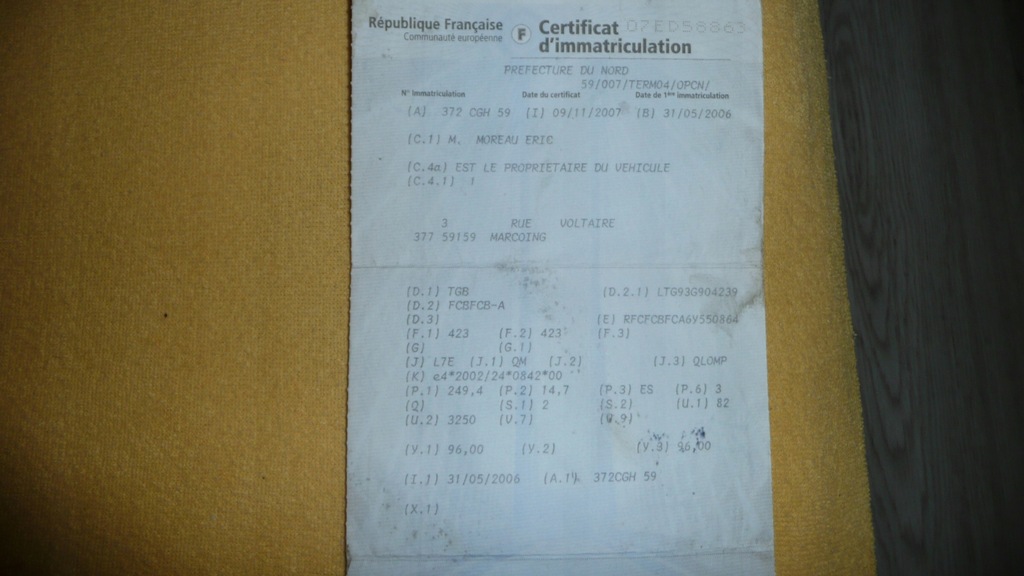 République Française
Communauté européenne
F
Certificat d'immatriculation
07ED58863
PREFECTURE DU NORD
59/007/TERM04/OPCN/
N° Immatriculation Date du certificat Date de 1ère immatriculation
(A) 372 CGH 59 (I) 09/11/2007 (B) 31/05/2006
(C.1) M. MOREAU ERIC
(C.4a) EST LE PROPRIETAIRE DU VEHICULE
(C.4.1) 1
3 RUE VOLTAIRE
377 59159 MARCOING
(D.1) TGB (D.2.1) LTG93G904239
(D.2) FCBFCB-A
(D.3) (E) RFCFCBFCA6Y550864
(F.1) 423 (F.2) 423 (F.3)
(G) (G.1)
(J) L7E (J.1) QM (J.2) (J.3) QLOMP
(K) e4*2002/24*0842*00
(P.1) 249,4 (P.2) 14,7 (P.3) ES (P.6) 3
(Q) (S.1) 2 (S.2) (U.1) 82
(U.2) 3250 (V.7) (V.9)
(Y.1) 96,00 (Y.2) (Y.3) 96,00
(I.1) 31/05/2006 (A.1) 372CGH 59
(X.1)